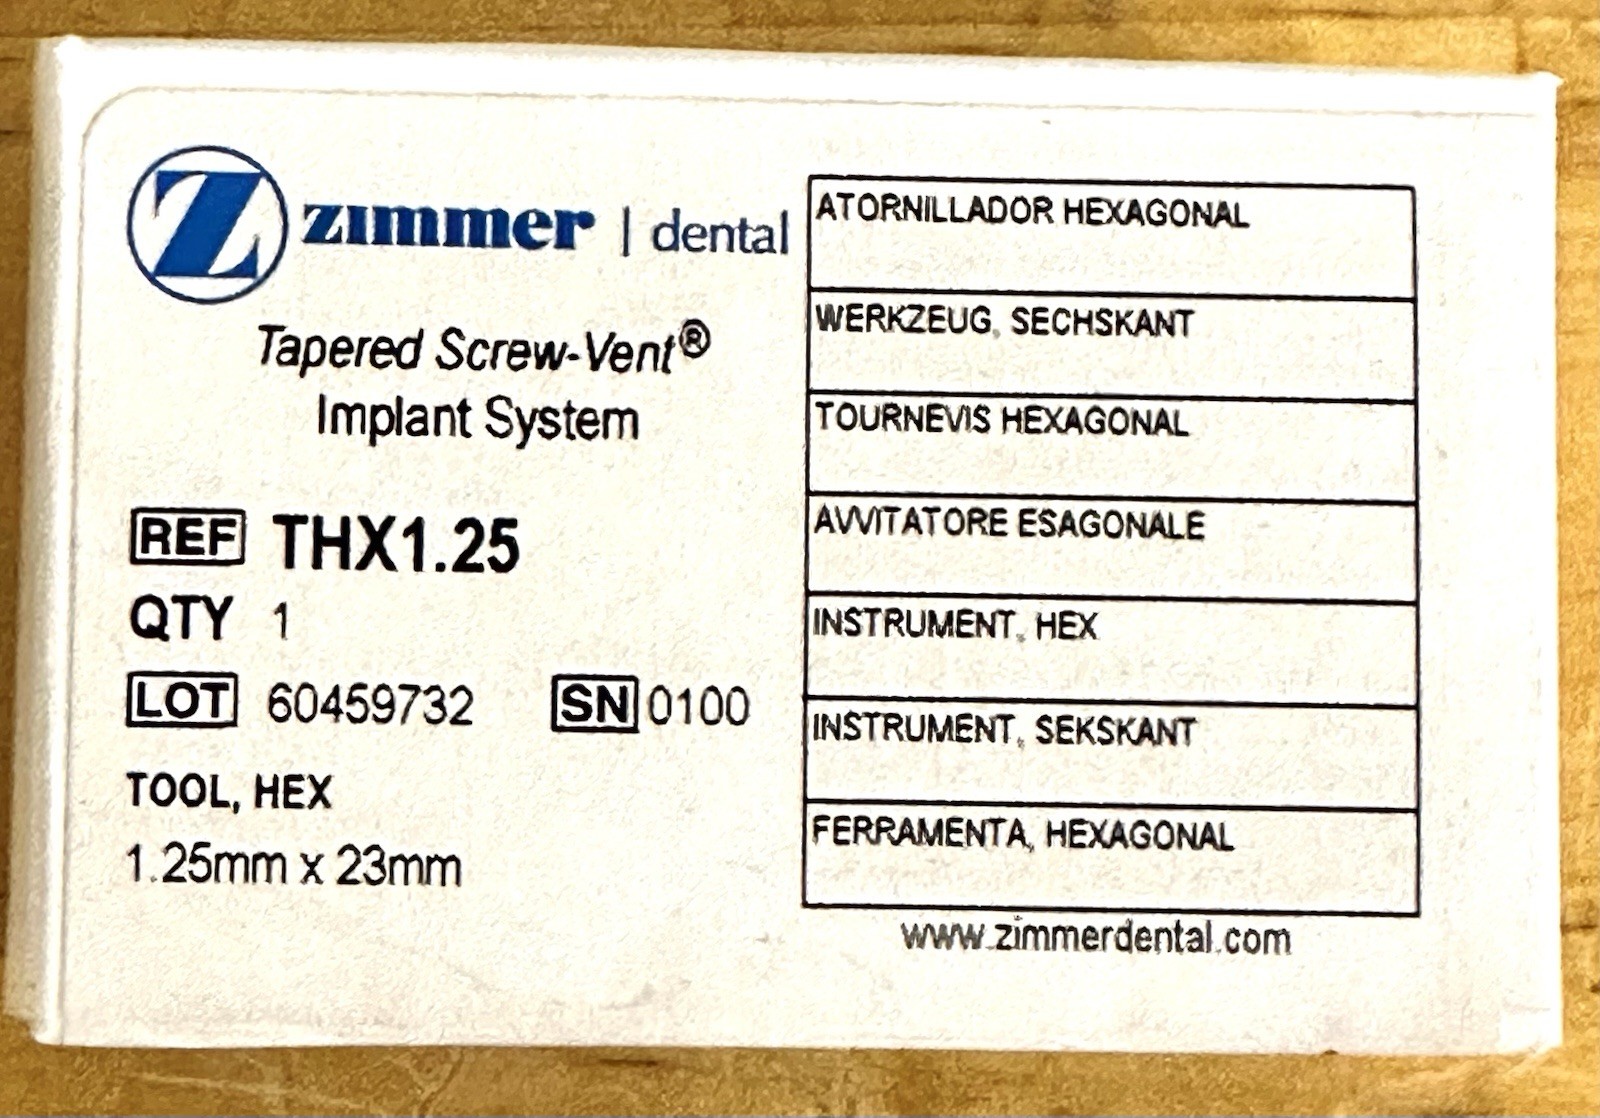 Z zimmer | dental
Tapered Screw-Vent®
Implant System
REF THX1.25
QTY 1
LOT 60459732 SN 0100
TOOL, HEX
1.25mm x 23mm
ATORNILLADOR HEXAGONAL
WERKZEUG, SECHSKANT
TOURNEVIS HEXAGONAL
AVVITATORE ESAGONALE
INSTRUMENT, HEX
INSTRUMENT, SEKSKANT
FERRAMENTA, HEXAGONAL
www.zimmerdental.com